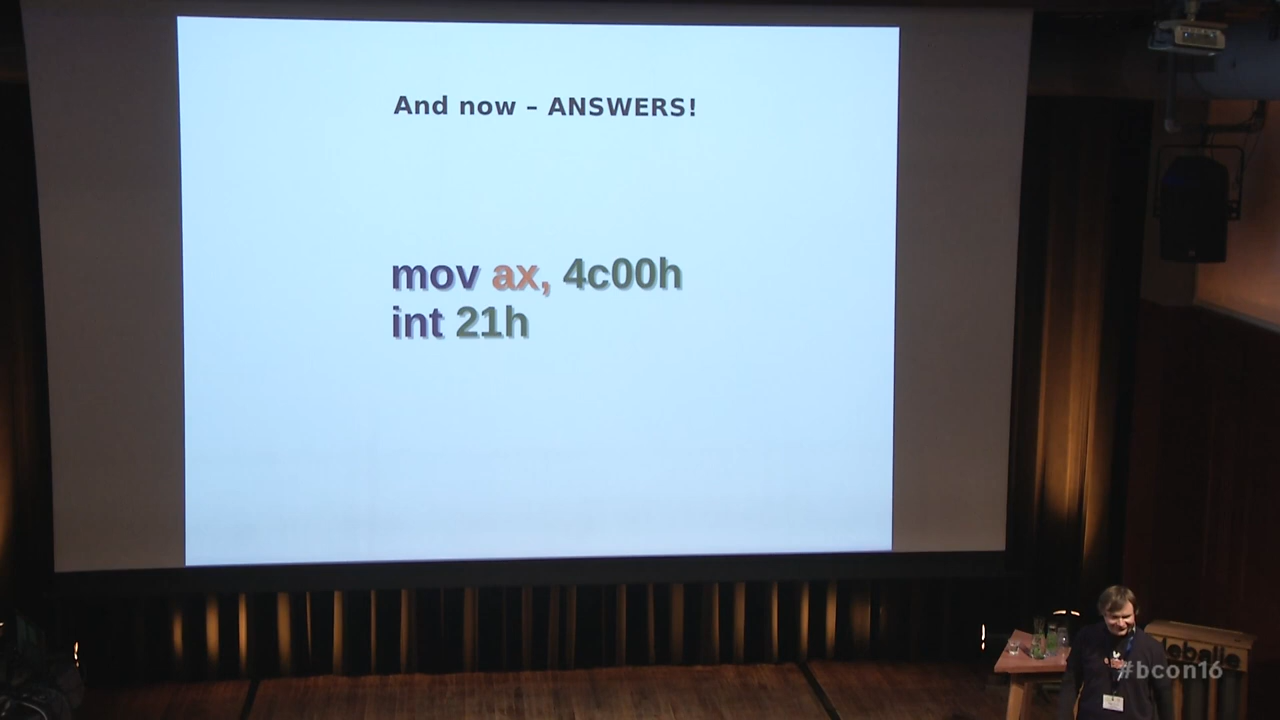 And now – ANSWERS!
mov ax, 4c00h
int 21h
#bcon16